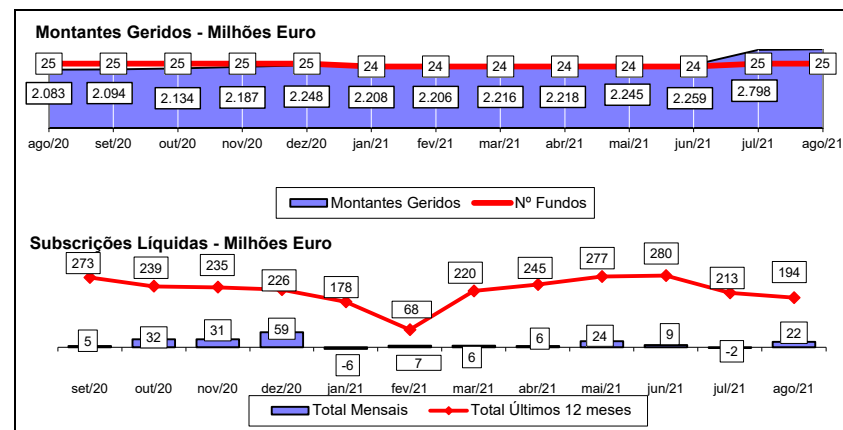 Montantes Geridos - Milhões Euro
25 25 25 25 25 24 24 24 24 24 24 25 25
2.083 2.094 2.134 2.187 2.248 2.208 2.206 2.216 2.218 2.245 2.259 2.798
ago/20 set/20 out/20 nov/20 dez/20 jan/21 fev/21 mar/21 abr/21 mai/21 jun/21 jul/21 ago/21
Montantes Geridos Nº Fundos
Subscrições Líquidas - Milhões Euro
273 239 235 226 178 68 220 245 277 280 213 194
5 32 31 59 -6 7 6 6 24 9 -2 22
set/20 out/20 nov/20 dez/20 jan/21 fev/21 mar/21 abr/21 mai/21 jun/21 jul/21 ago/21
Total Mensais Total Últimos 12 meses